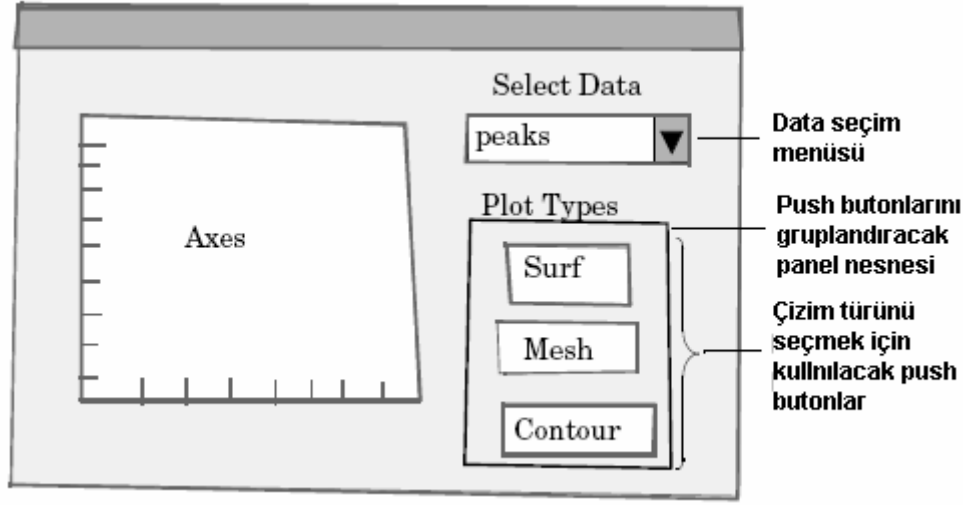 Select Data
peaks
Data seçim
menüsü
Plot Types
Push butonlarını
gruplandıracak
panel nesnesi
Axes
Surf
Mesh
Contour
Çizim türünü
seçmek için
kullnılacak push
butonlar